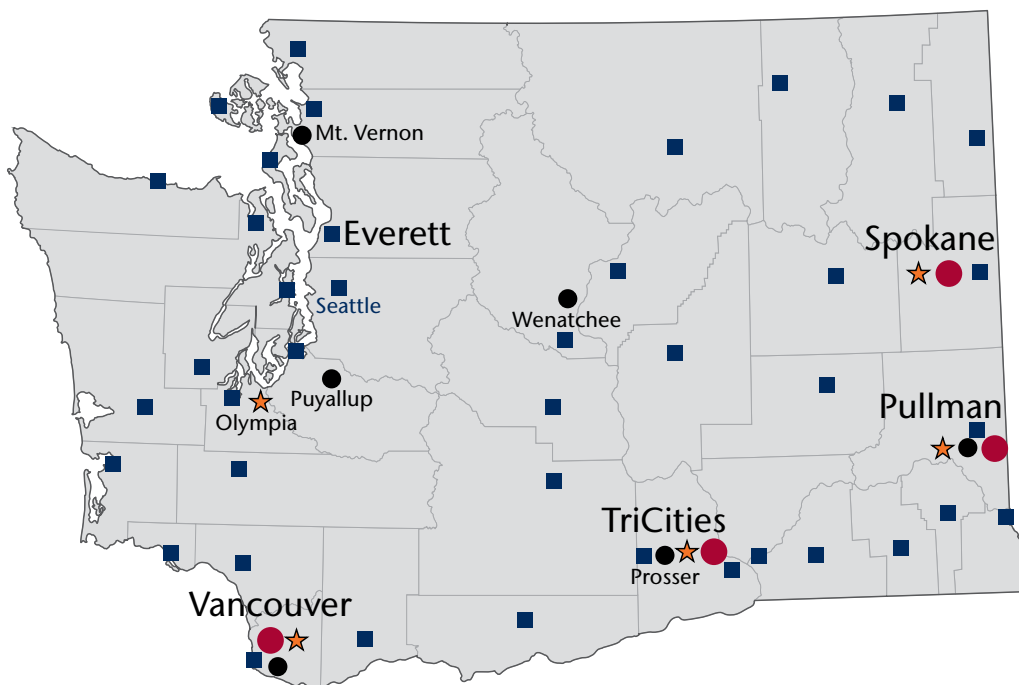 Mt. Vernon
Everett
Spokane
Seattle
Wenatchee
Puyallup
Olympia
Pullman
TriCities
Prosser
Vancouver